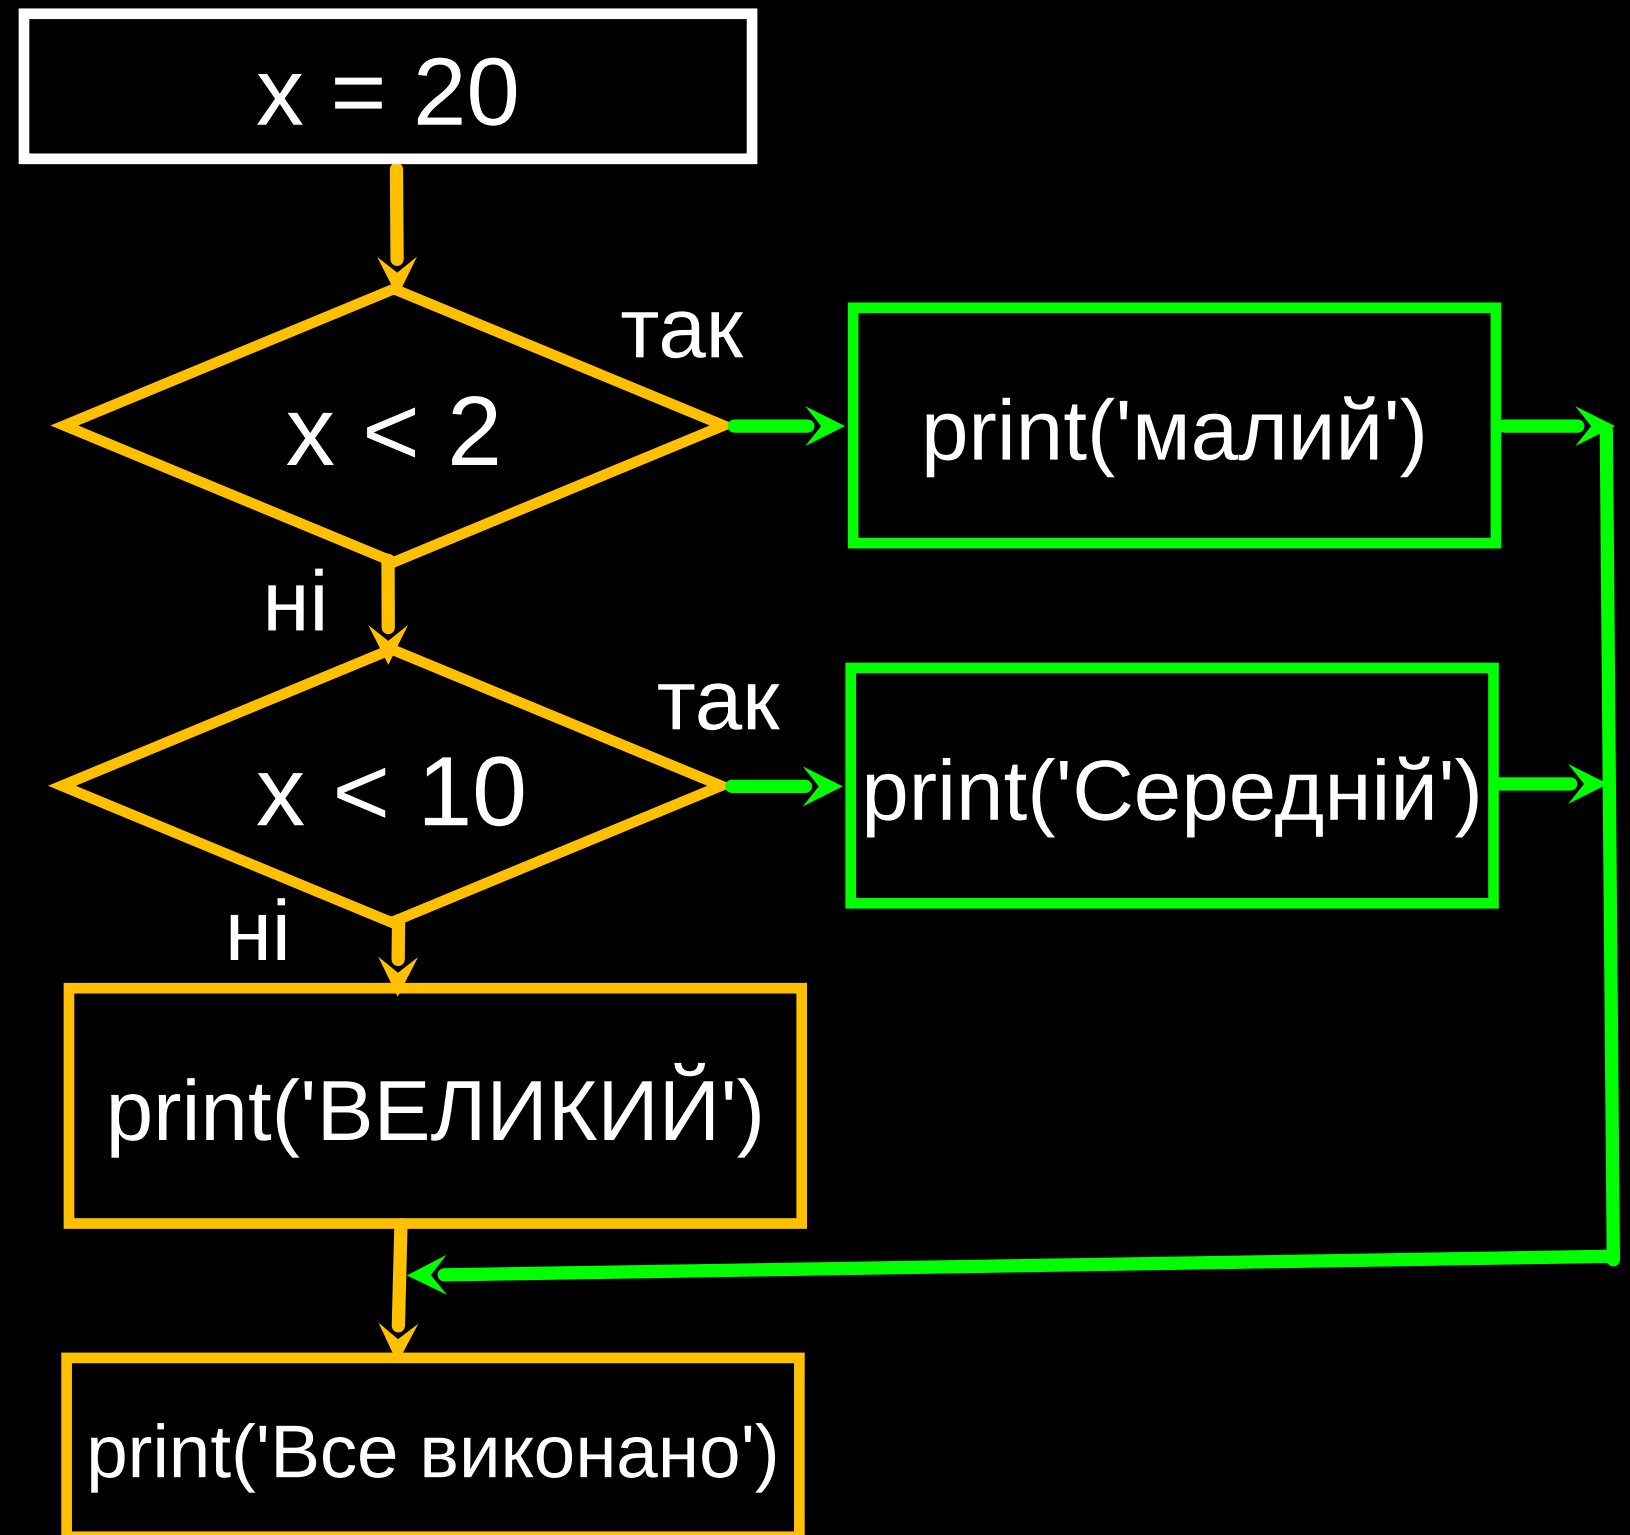 x = 20
так
x < 2
print('малий')
ні
так
x < 10
print('Середній')
ні
print('ВЕЛИКИЙ')
print('Все виконано')